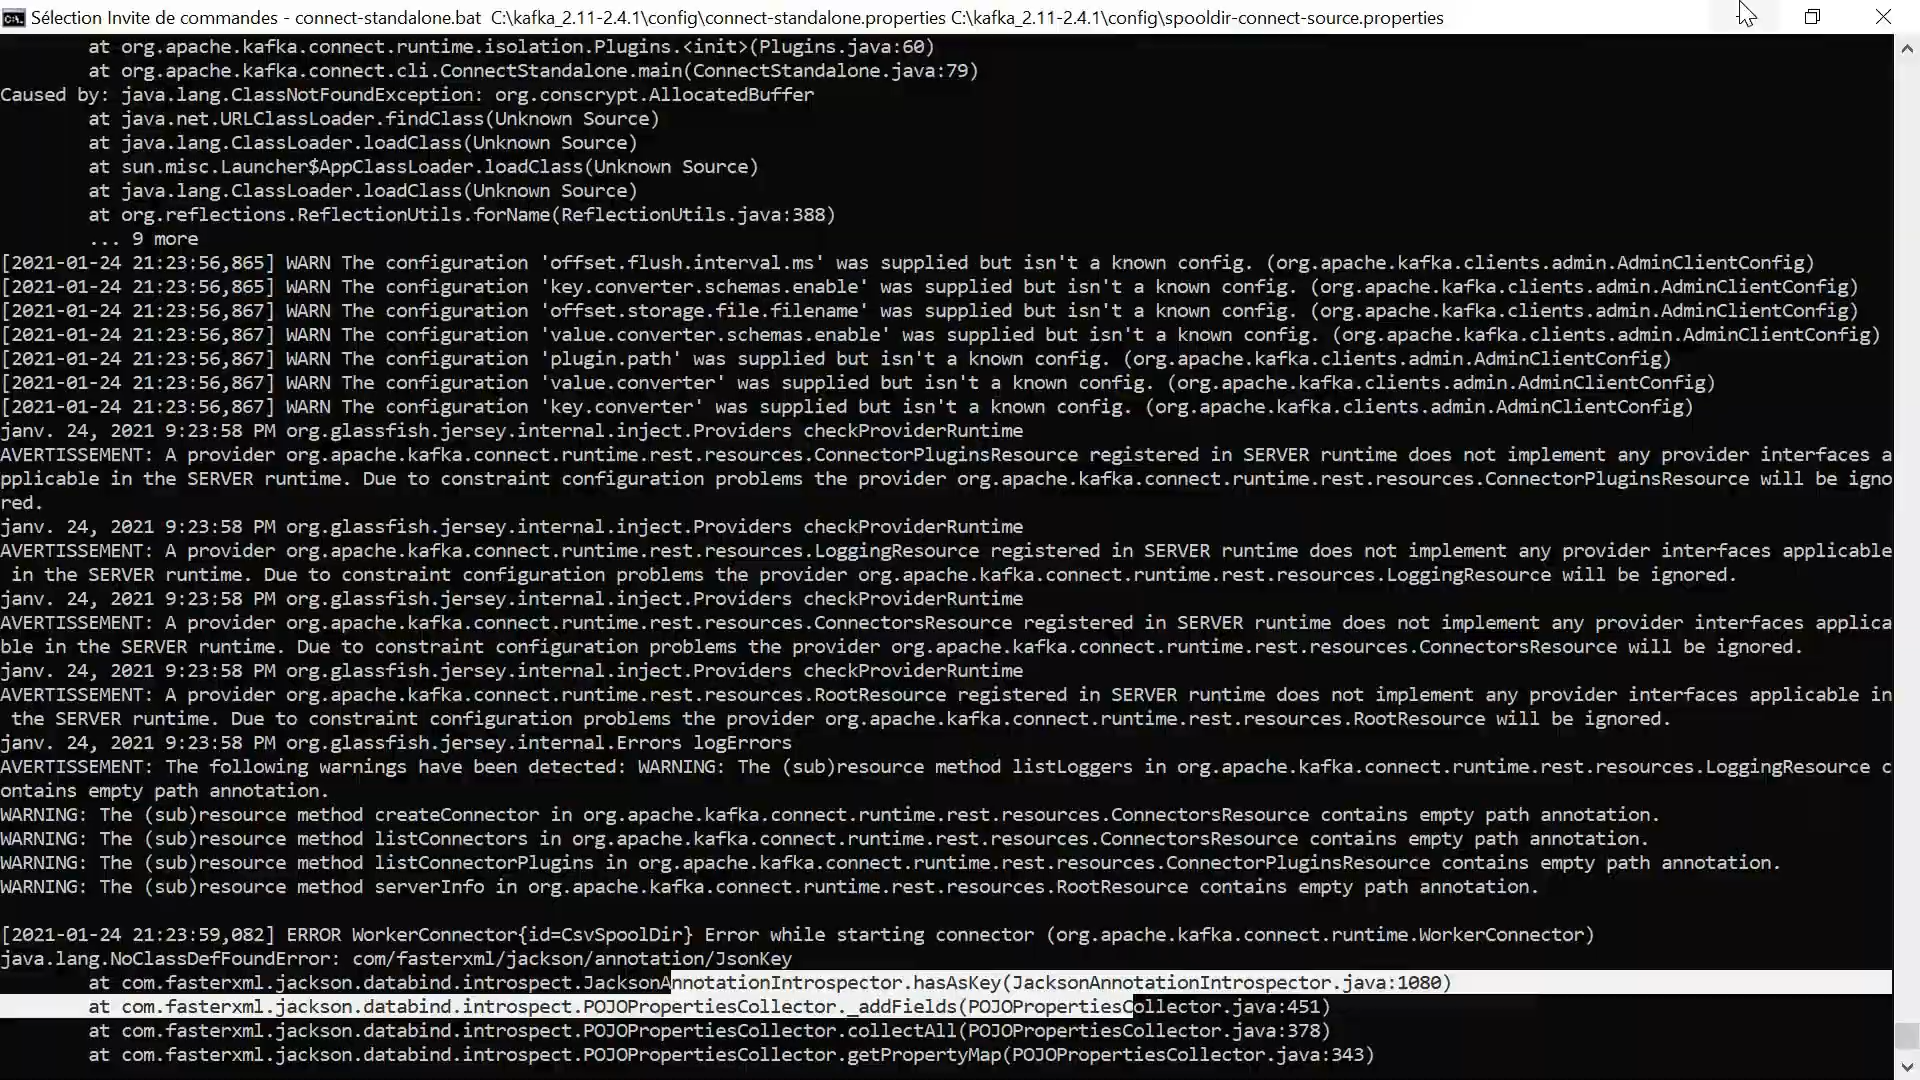 Sélection Invite de commandes - connect-standalone.bat  C:\kafka_2.11-2.4.1\config\connect-standalone.properties C:\kafka_2.11-2.4.1\config\spooldir-connect-source.properties
at org.apache.kafka.connect.runtime.isolation.Plugins.<init>(Plugins.java:60)
at org.apache.kafka.connect.cli.ConnectStandalone.main(ConnectStandalone.java:79)
Caused by: java.lang.ClassNotFoundException: org.conscrypt.AllocatedBuffer
at java.net.URLClassLoader.findClass(Unknown Source)
at java.lang.ClassLoader.loadClass(Unknown Source)
at sun.misc.Launcher$AppClassLoader.loadClass(Unknown Source)
at java.lang.ClassLoader.loadClass(Unknown Source)
at org.reflections.ReflectionUtils.forName(ReflectionUtils.java:388)
... 9 more
[2021-01-24 21:23:56,865] WARN The configuration 'offset.flush.interval.ms' was supplied but isn't a known config. (org.apache.kafka.clients.admin.AdminClientConfig)
[2021-01-24 21:23:56,865] WARN The configuration 'key.converter.schemas.enable' was supplied but isn't a known config. (org.apache.kafka.clients.admin.AdminClientConfig)
[2021-01-24 21:23:56,867] WARN The configuration 'offset.storage.file.filename' was supplied but isn't a known config. (org.apache.kafka.clients.admin.AdminClientConfig)
[2021-01-24 21:23:56,867] WARN The configuration 'value.converter.schemas.enable' was supplied but isn't a known config. (org.apache.kafka.clients.admin.AdminClientConfig)
[2021-01-24 21:23:56,867] WARN The configuration 'plugin.path' was supplied but isn't a known config. (org.apache.kafka.clients.admin.AdminClientConfig)
[2021-01-24 21:23:56,867] WARN The configuration 'value.converter' was supplied but isn't a known config. (org.apache.kafka.clients.admin.AdminClientConfig)
[2021-01-24 21:23:56,867] WARN The configuration 'key.converter' was supplied but isn't a known config. (org.apache.kafka.clients.admin.AdminClientConfig)
janv. 24, 2021 9:23:58 PM org.glassfish.jersey.internal.inject.Providers checkProviderRuntime
AVERTISSEMENT: A provider org.apache.kafka.connect.runtime.rest.resources.ConnectorPluginsResource registered in SERVER runtime does not implement any provider interfaces a
pplicable in the SERVER runtime. Due to constraint configuration problems the provider org.apache.kafka.connect.runtime.rest.resources.ConnectorPluginsResource will be igno
red.
janv. 24, 2021 9:23:58 PM org.glassfish.jersey.internal.inject.Providers checkProviderRuntime
AVERTISSEMENT: A provider org.apache.kafka.connect.runtime.rest.resources.LoggingResource registered in SERVER runtime does not implement any provider interfaces applicable
in the SERVER runtime. Due to constraint configuration problems the provider org.apache.kafka.connect.runtime.rest.resources.LoggingResource will be ignored.
janv. 24, 2021 9:23:58 PM org.glassfish.jersey.internal.inject.Providers checkProviderRuntime
AVERTISSEMENT: A provider org.apache.kafka.connect.runtime.rest.resources.ConnectorsResource registered in SERVER runtime does not implement any provider interfaces applica
ble in the SERVER runtime. Due to constraint configuration problems the provider org.apache.kafka.connect.runtime.rest.resources.ConnectorsResource will be ignored.
janv. 24, 2021 9:23:58 PM org.glassfish.jersey.internal.inject.Providers checkProviderRuntime
AVERTISSEMENT: A provider org.apache.kafka.connect.runtime.rest.resources.RootResource registered in SERVER runtime does not implement any provider interfaces applicable in
the SERVER runtime. Due to constraint configuration problems the provider org.apache.kafka.connect.runtime.rest.resources.RootResource will be ignored.
janv. 24, 2021 9:23:58 PM org.glassfish.jersey.internal.Errors logErrors
AVERTISSEMENT: The following warnings have been detected: WARNING: The (sub)resource method listLoggers in org.apache.kafka.connect.runtime.rest.resources.LoggingResource c
ontains empty path annotation.
WARNING: The (sub)resource method createConnector in org.apache.kafka.connect.runtime.rest.resources.ConnectorsResource contains empty path annotation.
WARNING: The (sub)resource method listConnectors in org.apache.kafka.connect.runtime.rest.resources.ConnectorsResource contains empty path annotation.
WARNING: The (sub)resource method listConnectorPlugins in org.apache.kafka.connect.runtime.rest.resources.ConnectorPluginsResource contains empty path annotation.
WARNING: The (sub)resource method serverInfo in org.apache.kafka.connect.runtime.rest.resources.RootResource contains empty path annotation.
[2021-01-24 21:23:59,082] ERROR WorkerConnector{id=CsvSpoolDir} Error while starting connector (org.apache.kafka.connect.runtime.WorkerConnector)
java.lang.NoClassDefFoundError: com/fasterxml/jackson/annotation/JsonKey
at com.fasterxml.jackson.databind.introspect.JacksonAnnotationIntrospector.hasAsKey(JacksonAnnotationIntrospector.java:1080)
at com.fasterxml.jackson.databind.introspect.POJOPropertiesCollector._addFields(POJOPropertiesCollector.java:451)
at com.fasterxml.jackson.databind.introspect.POJOPropertiesCollector.collectAll(POJOPropertiesCollector.java:378)
at com.fasterxml.jackson.databind.introspect.POJOPropertiesCollector.getPropertyMap(POJOPropertiesCollector.java:343)